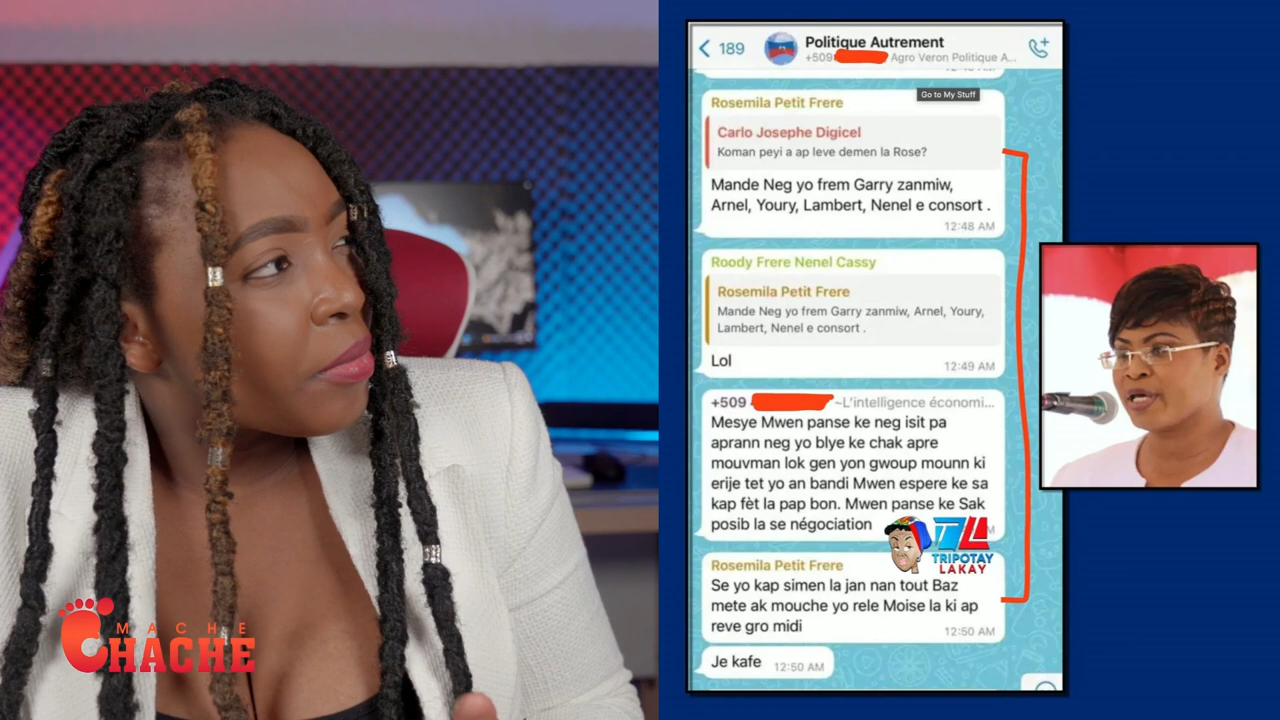 189
Politique Autrement
+509
Agro Veron Politique A...
Go to My Stuff
Rosemila Petit Frere
Carlo Josephe Digicel
Koman peyi a ap leve demen la Rose?
Mande Neg yo frem Garry zanmiw,
Arnel, Youry, Lambert, Nenel e consort .
12:48 AM
Roody Frere Nenel Cassy
Rosemila Petit Frere
Mande Neg yo frem Garry zanmiw, Arnel, Youry,
Lambert, Nenel e consort .
Lol
12:49 AM
+509
~L'intelligence économi...
Mesye Mwen panse ke neg isit pa
aprann neg yo blye ke chak apre
mouvman lok gen yon gwoup mounn ki
erije tet yo an bandi Mwen espere ke sa
kap fèt la pap bon. Mwen panse ke Sak
posib la se négociation
TL
TRIPOTAY
LAKAY
Rosemila Petit Frere
Se yo kap simen la jan nan tout Baz
mete ak mouche yo rele Moise la ki ap
reve gro midi
12:50 AM
Je kafe
12:50 AM
MACHE
CHACHE